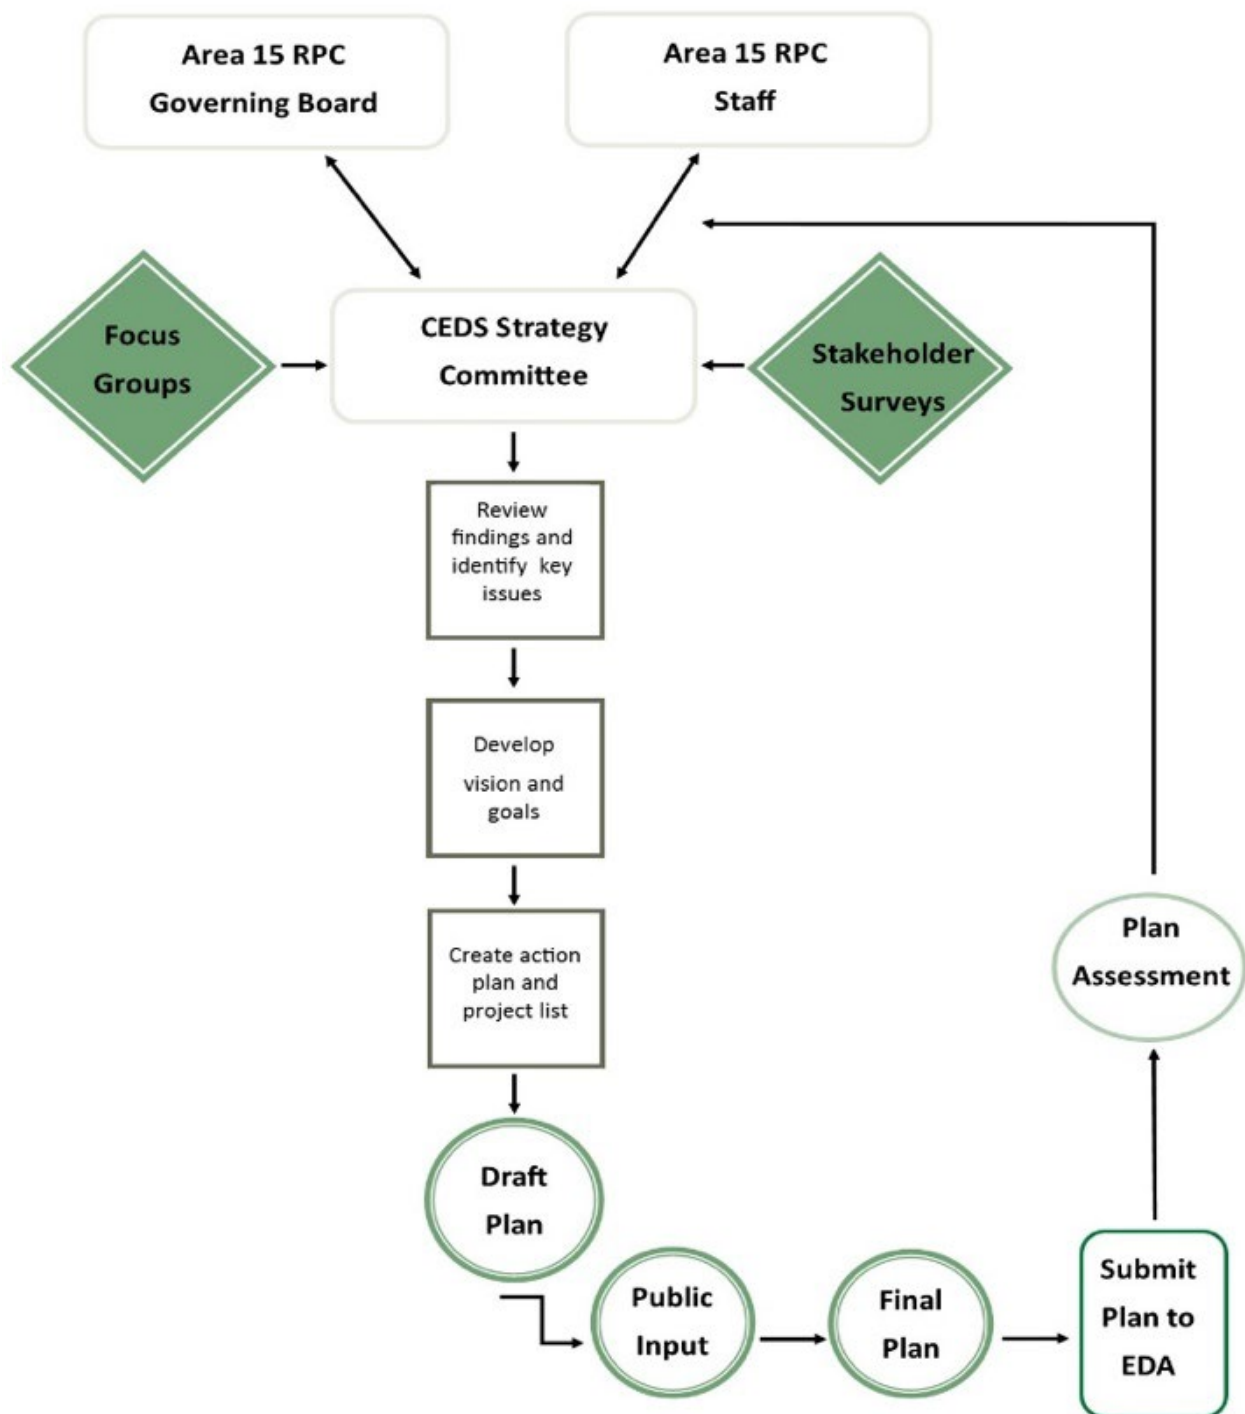 Area 15 RPC
Governing Board
Area 15 RPC
Staff
Focus
Groups
CEDS Strategy
Committee
Stakeholder
Surveys
Review
findings and
identify key
issues
Develop
vision and
goals
Create action
plan and
project list
Draft
Plan
Public
Input
Final
Plan
Submit
Plan to
EDA
Plan
Assessment